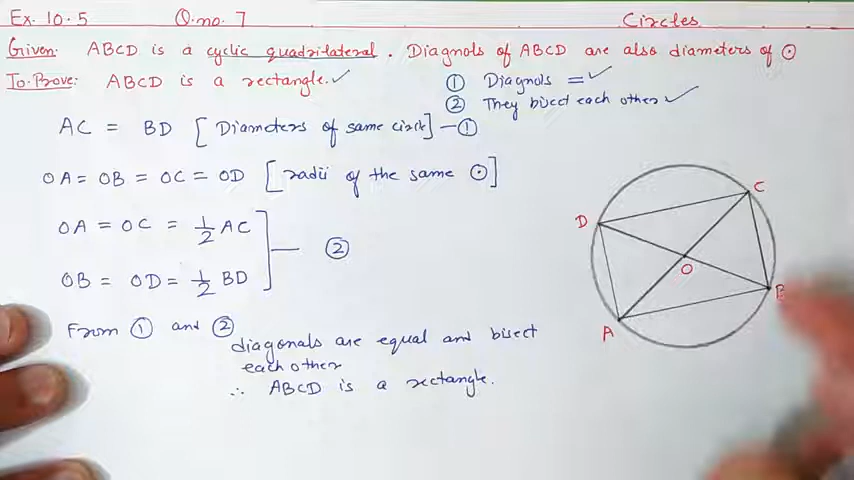 Ex. 10.5 Q.no. 7 Circles
Given: ABCD is a cyclic quadrilateral. Diagnols of ABCD are also diameters of ⊙
To Prove: ABCD is a rectangle. ✓
① Diagnols = ✓
② They bisect each other ✓
AC = BD [Diameters of same circle] — ①
OA = OB = OC = OD [radii of the same ⊙]
OA = OC = 1/2 AC
— ②
OB = OD = 1/2 BD
From ① and ②
diagonals are equal and bisect
each other
∴ ABCD is a rectangle.
C
D
O
B
A